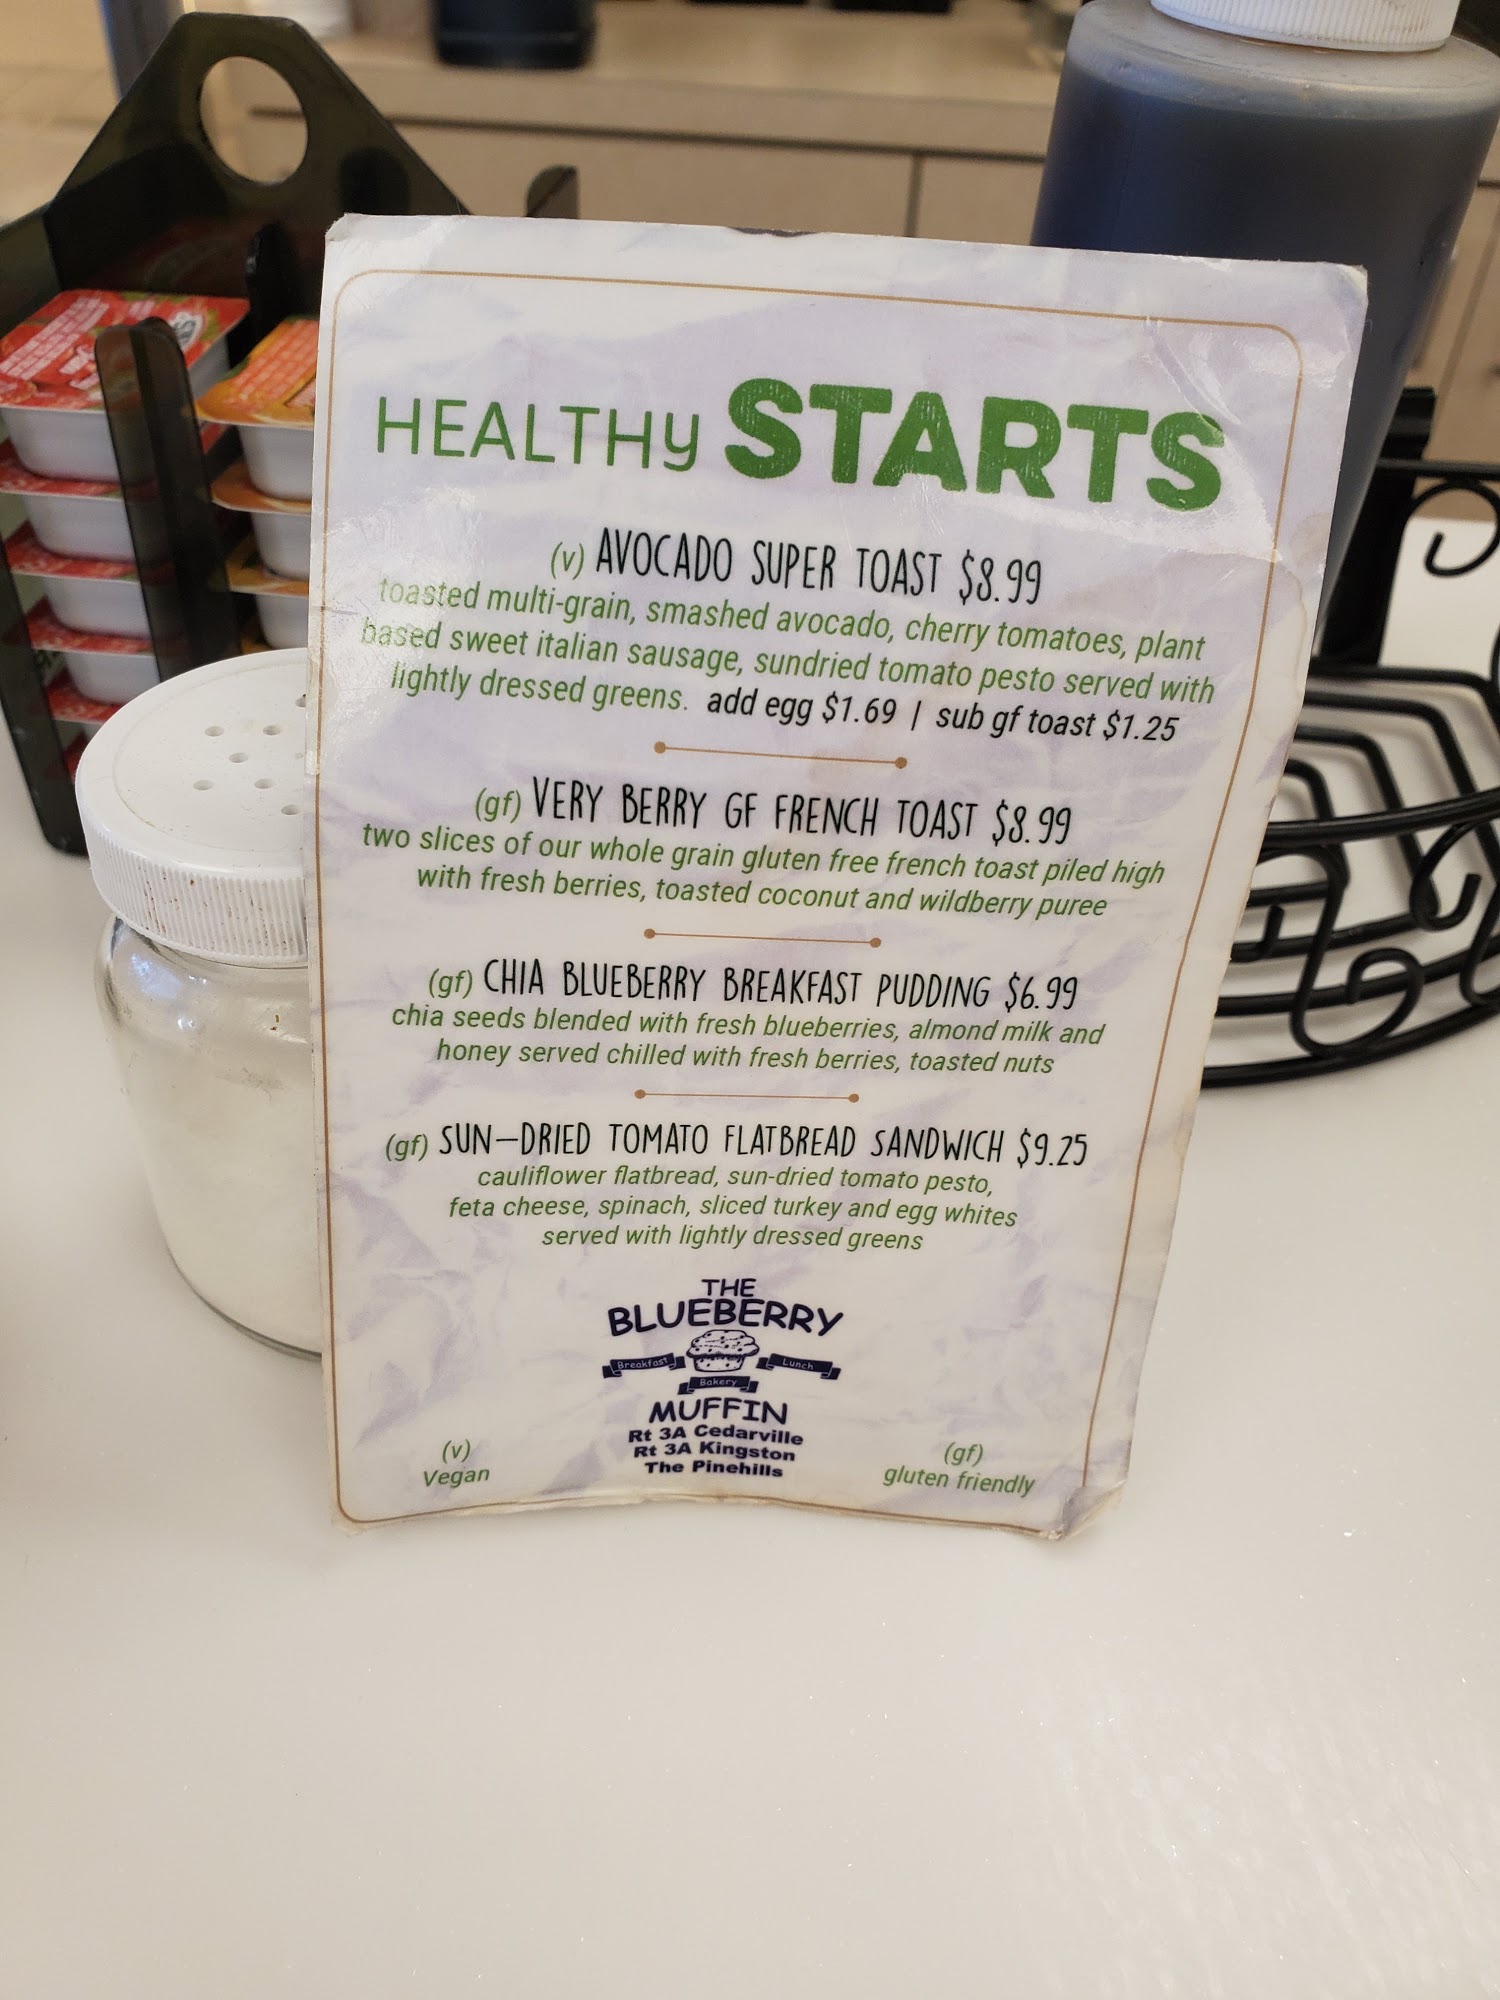 HEALTHy STARTS
(v) AVOCADO SUPER TOAST $8.99
toasted multi-grain, smashed avocado, cherry tomatoes, plant
based sweet italian sausage, sundried tomato pesto served with
lightly dressed greens. add egg $1.69 | sub gf toast $1.25
(gf) VERY BERRY GF FRENCH TOAST $8.99
two slices of our whole grain gluten free french toast piled high
with fresh berries, toasted coconut and wildberry puree
(gf) CHIA BLUEBERRY BREAKFAST PUDDING $6.99
chia seeds blended with fresh blueberries, almond milk and
honey served chilled with fresh berries, toasted nuts
(gf) SUN-DRIED TOMATO FLATBREAD SANDWICH $9.25
cauliflower flatbread, sun-dried tomato pesto,
feta cheese, spinach, sliced turkey and egg whites
served with lightly dressed greens
THE
BLUEBERRY
Breakfast Lunch
Bakery
MUFFIN
Rt 3A Cedarville
Rt 3A Kingston
The Pinehills
(v)
Vegan
(gf)
gluten friendly